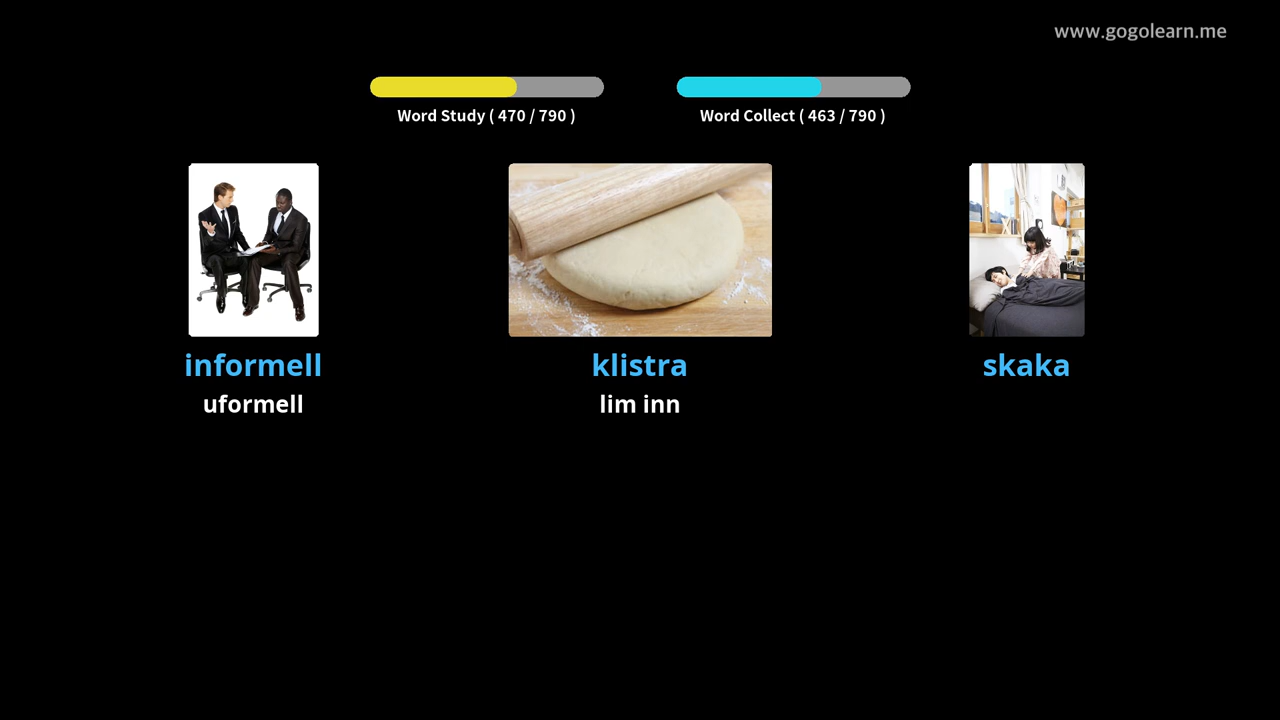 www.gogolearn.me
Word Study ( 470 / 790 )
Word Collect ( 463 / 790 )
informell
uformell
klistra
lim inn
skaka